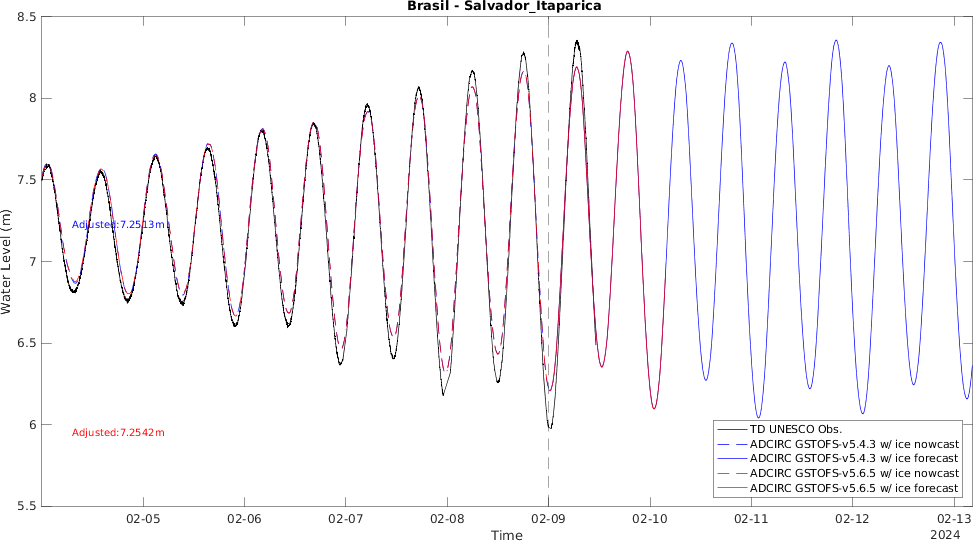 Brasil - Salvador_Itaparica
8.5
8
7.5
7
6.5
6
5.5
Water Level (m)
Adjusted:7.2513m
Adjusted:7.2542m
TD UNESCO Obs.
ADCIRC GSTOFS-v5.4.3 w/ ice nowcast
ADCIRC GSTOFS-v5.4.3 w/ ice forecast
ADCIRC GSTOFS-v5.6.5 w/ ice nowcast
ADCIRC GSTOFS-v5.6.5 w/ ice forecast
02-05 02-06 02-07 02-08 02-09 02-10 02-11 02-12 02-13
Time
2024